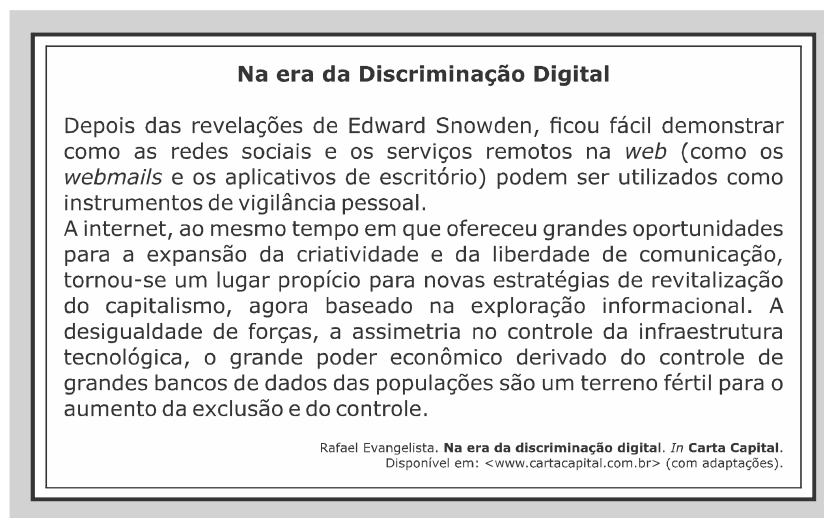 Na era da Discriminação Digital
Depois das revelações de Edward Snowden, ficou fácil demonstrar
como as redes sociais e os serviços remotos na web (como os
webmails e os aplicativos de escritório) podem ser utilizados como
instrumentos de vigilância pessoal.
A internet, ao mesmo tempo em que ofereceu grandes oportunidades
para a expansão da criatividade e da liberdade de comunicação,
tornou-se um lugar propício para novas estratégias de revitalização
do capitalismo, agora baseado na exploração informacional. A
desigualdade de forças, a assimetria no controle da infraestrutura
tecnológica, o grande poder econômico derivado do controle de
grandes bancos de dados das populações são um terreno fértil para o
aumento da exclusão e do controle.
Rafael Evangelista. Na era da discriminação digital. In Carta Capital.
Disponível em: <www.cartacapital.com.br> (com adaptações).